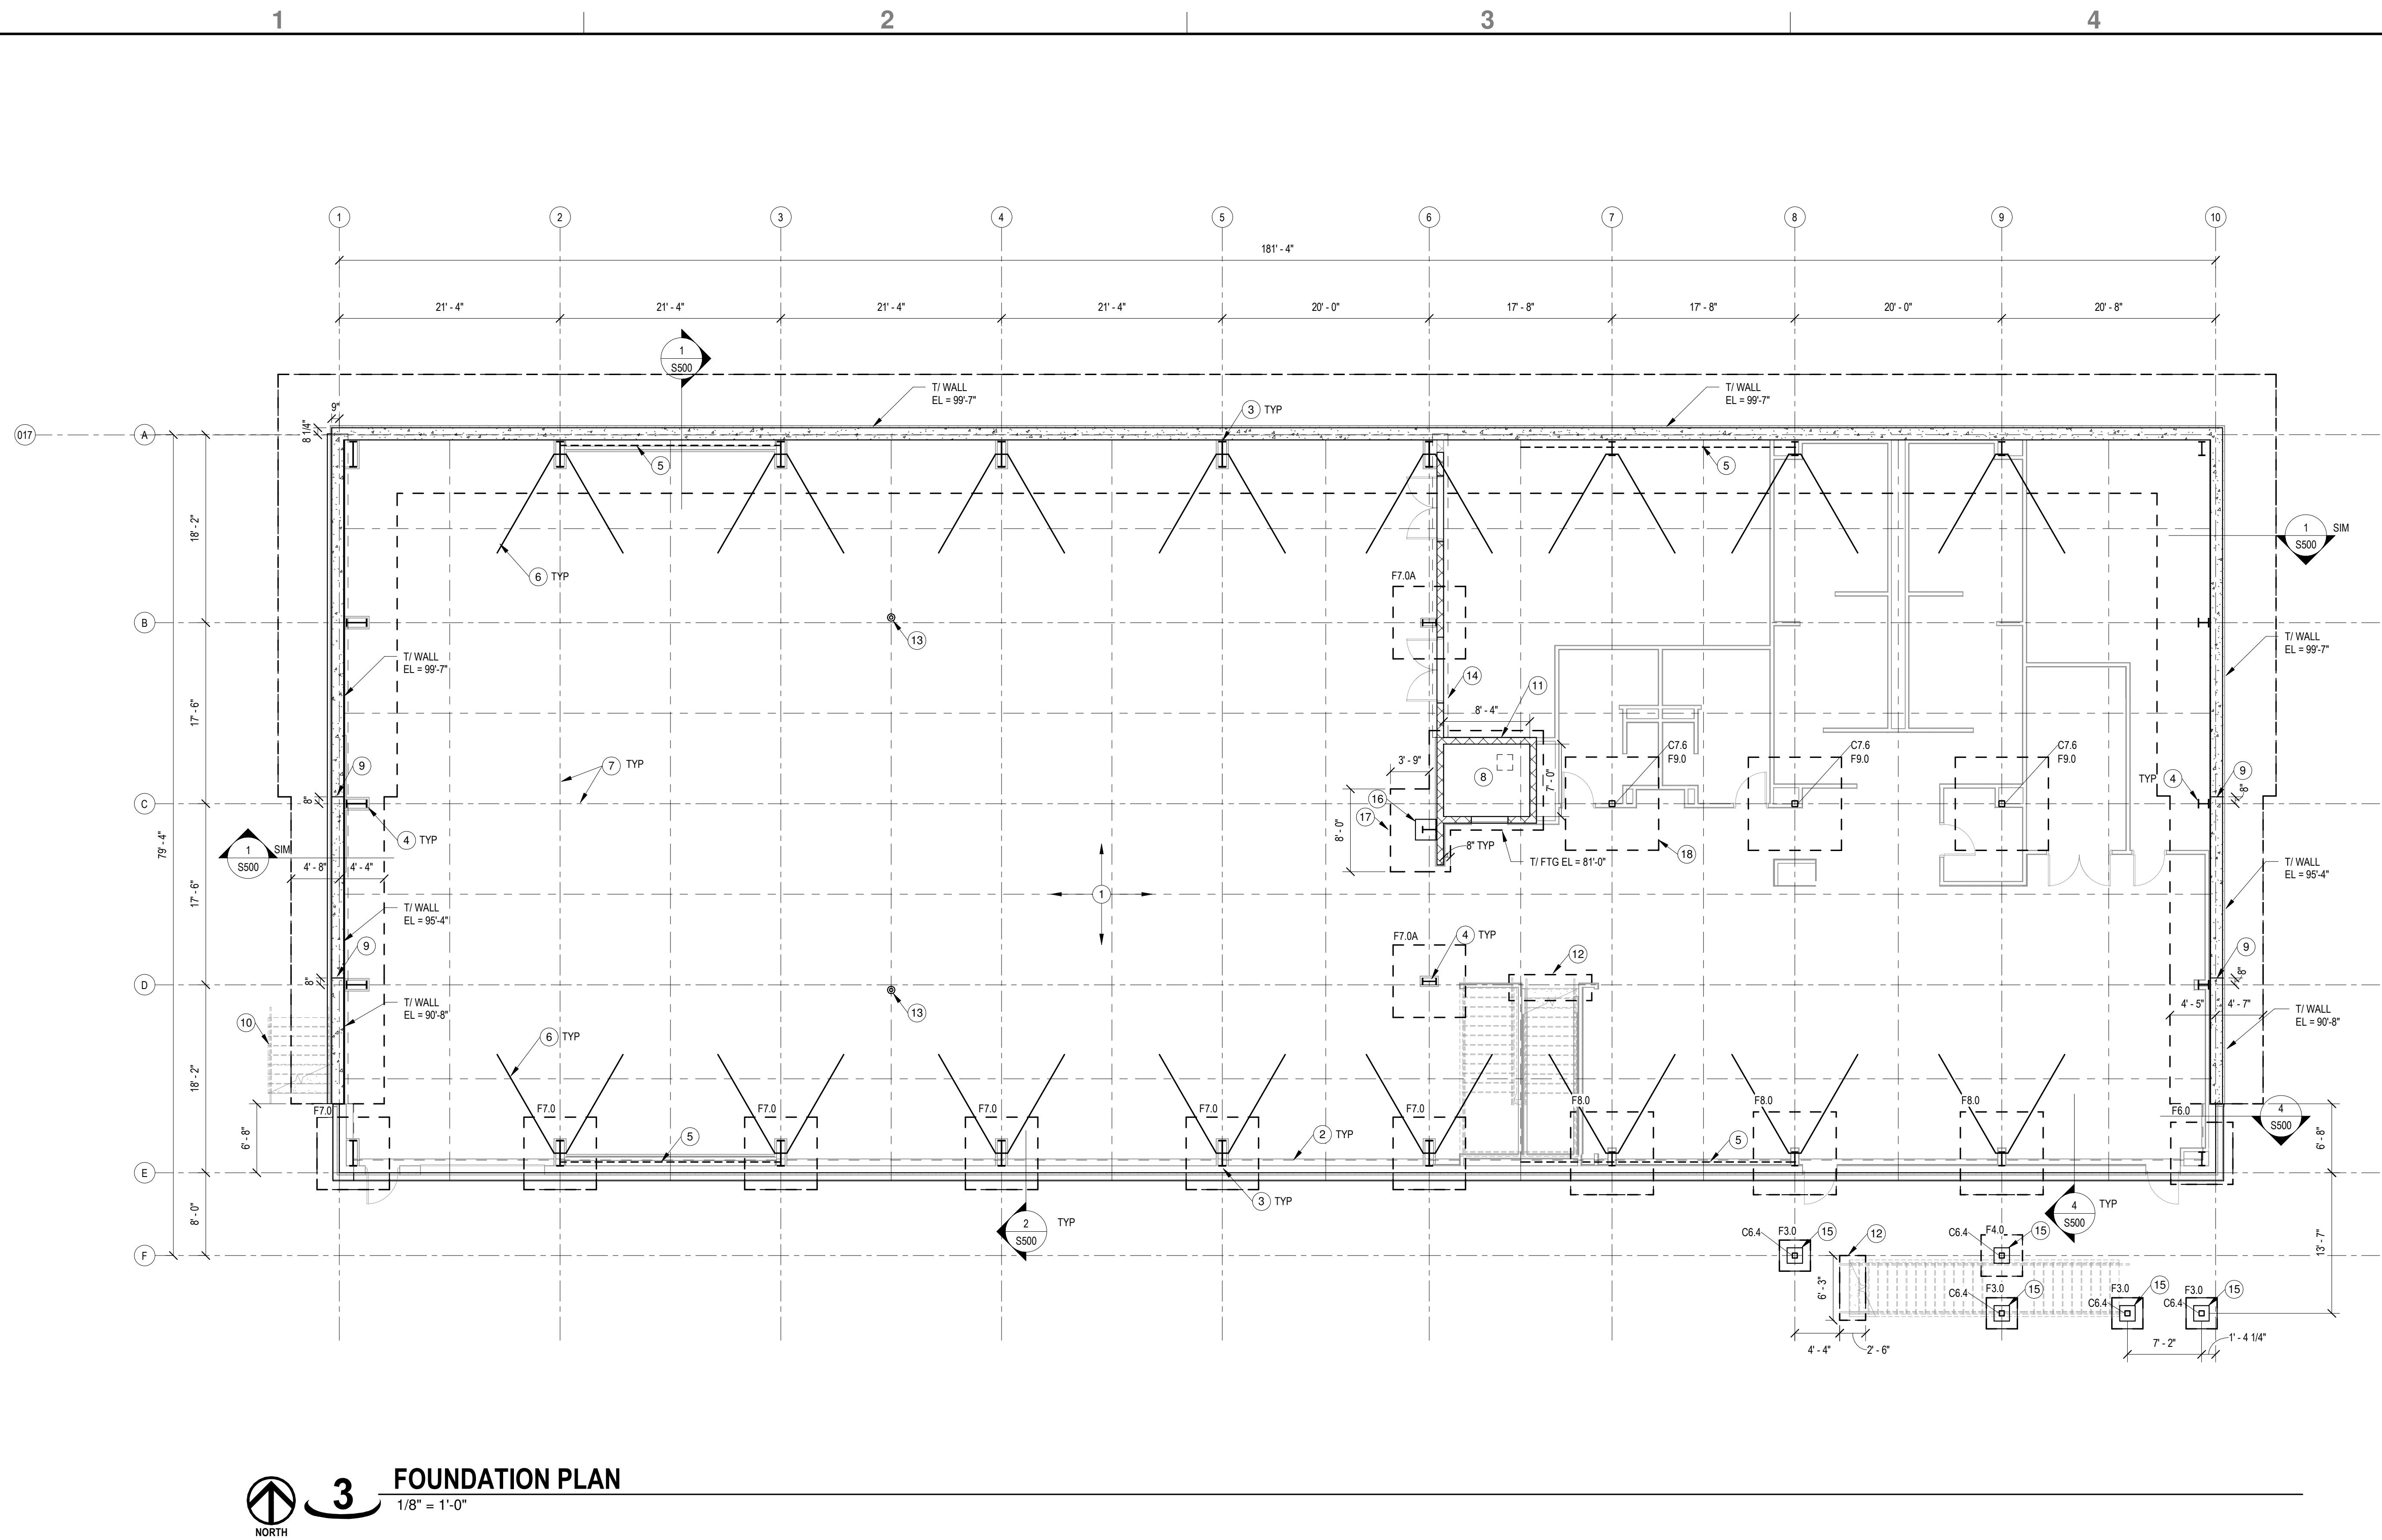 1 2 3 4
1 2 3 4 5 6 7 8 9 10
181' - 4"
21' - 4" 21' - 4" 21' - 4" 21' - 4" 20' - 0" 17' - 8" 17' - 8" 20' - 0" 20' - 8"
1
S500
T/ WALL
EL = 99'-7"
T/ WALL
EL = 99'-7"
9"
8 1/4"
3 TYP
017
A
5
5
18' - 2"
1
S500
SIM
6 TYP
F7.0A
B
13
T/ WALL
EL = 99'-7"
T/ WALL
EL = 99'-7"
14
11
17' - 6"
8' - 4"
C7.6
F9.0
C7.6
F9.0
C7.6
F9.0
7 TYP
9
3' - 9"
8
7' - 0"
TYP
4
9
8"
8"
C
16
17
8' - 0"
79' - 4"
4 TYP
1
S500
SIM
8" TYP
T/ FTG EL = 81'-0"
18
4' - 8" 4' - 4"
T/ WALL
EL = 95'-4"
17' - 6"
1
T/ WALL
EL = 95'-4"
F7.0A
4 TYP
9
12
9
8"
8"
D
T/ WALL
EL = 90'-8"
13
4' - 5" 4' - 7"
T/ WALL
EL = 90'-8"
10
6 TYP
18' - 2"
F7.0 F7.0 F7.0 F7.0 F7.0 F7.0 F8.0 F8.0 F8.0 F6.0
4
S500
6' - 8"
5
2 TYP
5
6' - 8"
E
3 TYP
8' - 0"
2
S500
TYP
4
S500
TYP
F
C6.4
F3.0
15
12
C6.4
F4.0
15
13' - 7"
6' - 3"
C6.4
F3.0
15
C6.4
F3.0
15
C6.4
F3.0
15
4' - 4"
2' - 6"
7' - 2"
1' - 4 1/4"
NORTH
3
FOUNDATION PLAN
1/8" = 1'-0"